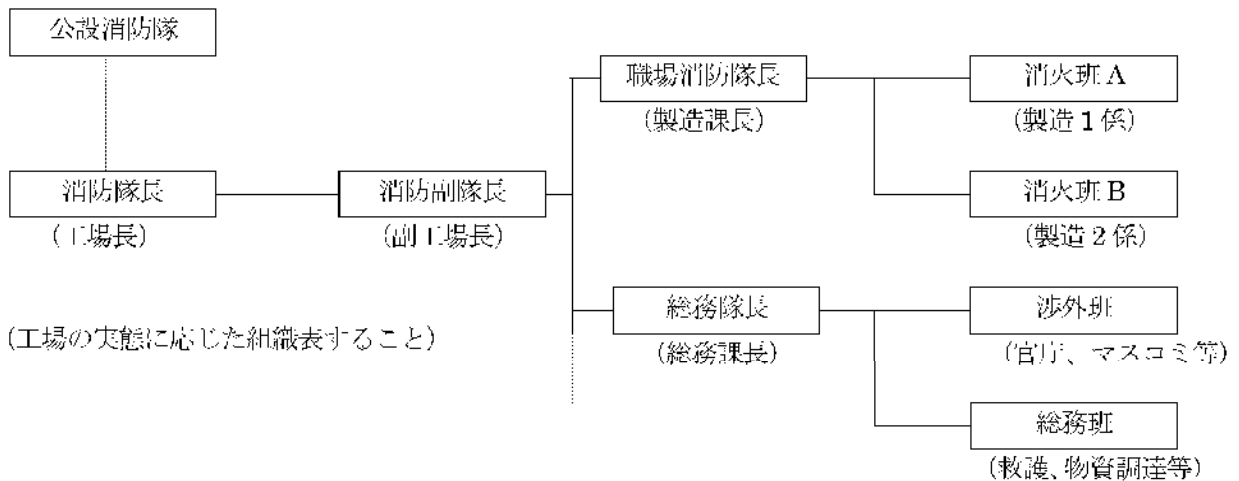 公設消防隊
職場消防隊長
消火班 A
(製造課長)
(製造 1 係)
消防隊長
消防副隊長
消火班 B
(工場長)
(副工場長)
(製造 2 係)
総務隊長
渉外班
(工場の実態に応じた組織表すること)
(総務課長)
(官庁、マスコミ等)
総務班
(救護、物資調達等)